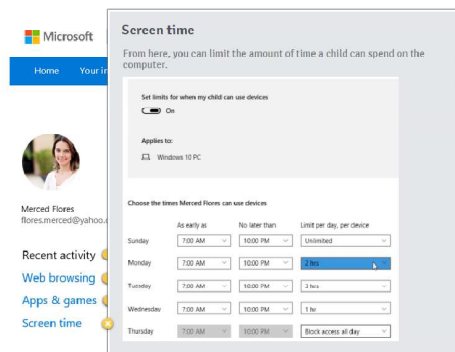 Microsoft
Home Your in
Merced Flores
flores.merced@yahoo.c
Recent activity
Web browsing
Apps & games
Screen time
Screen time
From here, you can limit the amount of time a child can spend on the
computer.
Set limits for when my child can use devices
On
Applies to:
Windows 10 PC
Choose the times Merced Flores can use devices
As early as No later than Limit per day, per device
Sunday 7:00 AM 10:00 PM Unlimited
Monday 7:00 AM 10:00 PM 2 hrs
Tuesday 7:00 AM 10:00 PM 2 hrs
Wednesday 7:00 AM 10:00 PM 1 hr
Thursday 7:00 AM 10:00 PM Block access all day